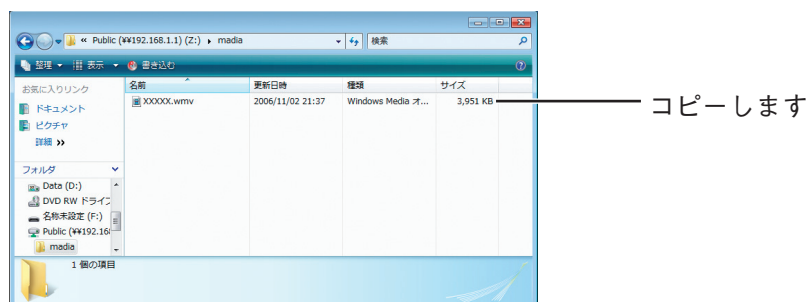 « Public (¥¥192.168.1.1) (Z:) ▸ madia
検索
整理 表示 書き込む
お気に入りリンク
ドキュメント
ピクチャ
詳細 »
フォルダ
Data (D:)
DVD RW ドライブ
名称未設定 (F:)
Public (¥¥192.16
madia
名前 更新日時 種類 サイズ
XXXXX.wmv 2006/11/02 21:37 Windows Media オ... 3,951 KB
コピーします
1 個の項目